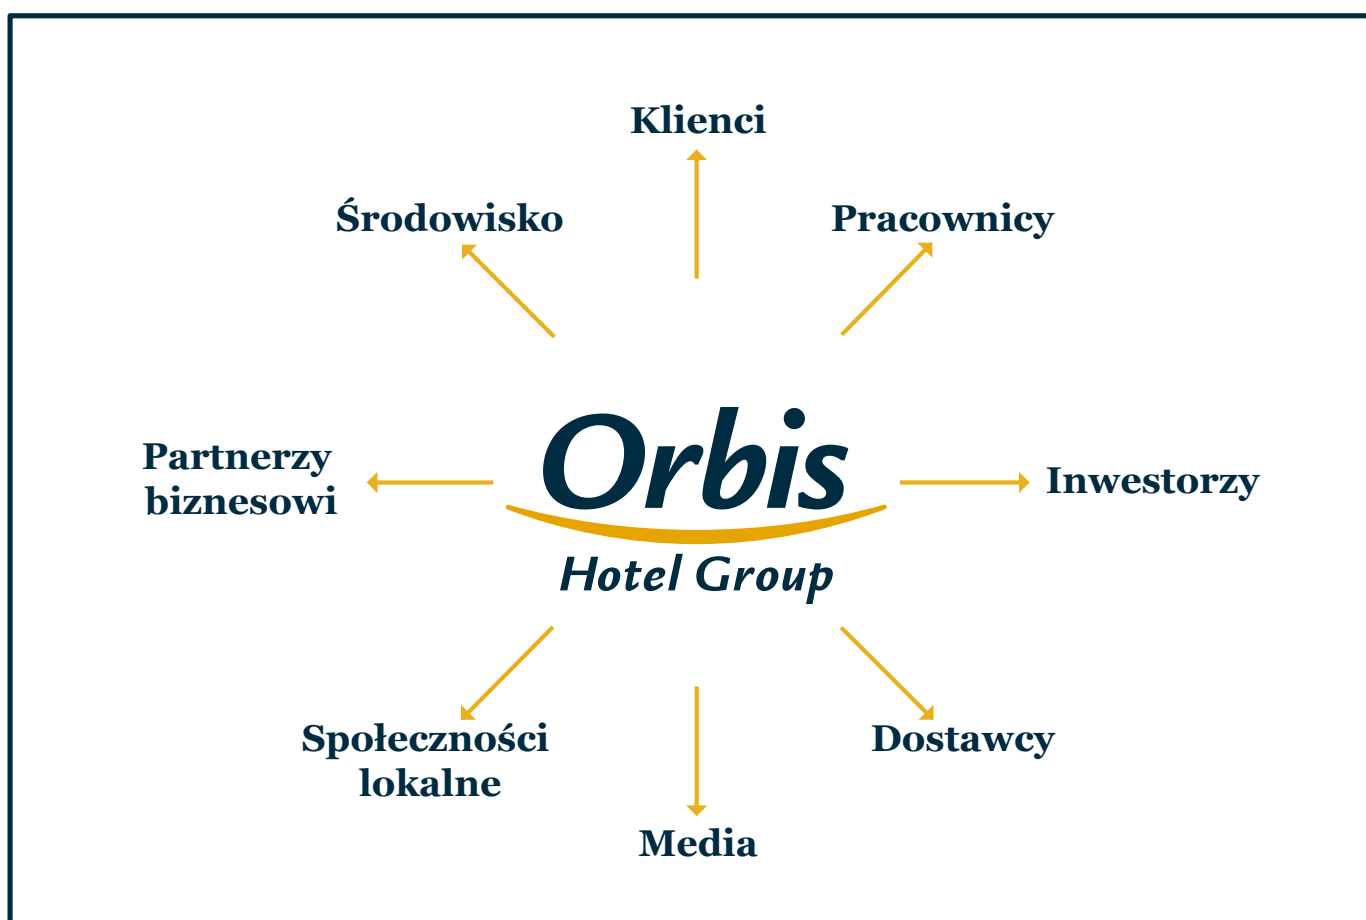 Klienci
Środowisko
Pracownicy
Partnerzy
biznesowi
Orbis
Hotel Group
Inwestorzy
Społeczności
lokalne
Dostawcy
Media